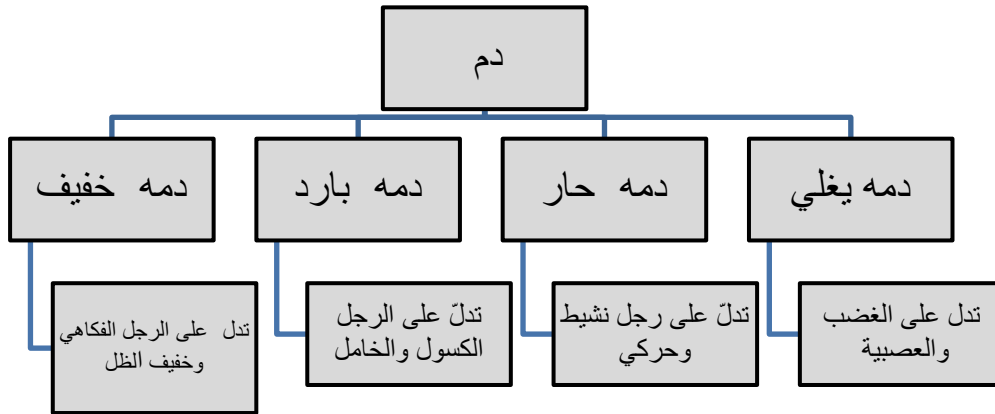 دم
دمه يغلي
دمه حار
دمه بارد
دمه خفيف
تدل على الغضب
والعصبية
تدلّ على رجل نشيط
وحركي
تدلّ على الرجل
الكسول والخامل
تدل على الرجل الفكاهي
وخفيف الظل